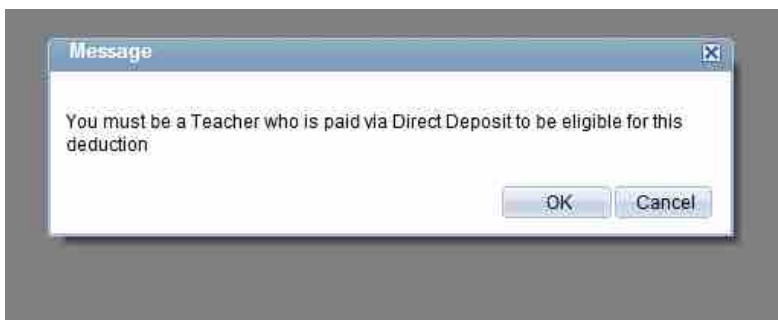 Message
You must be a Teacher who is paid via Direct Deposit to be eligible for this
deduction
OK Cancel